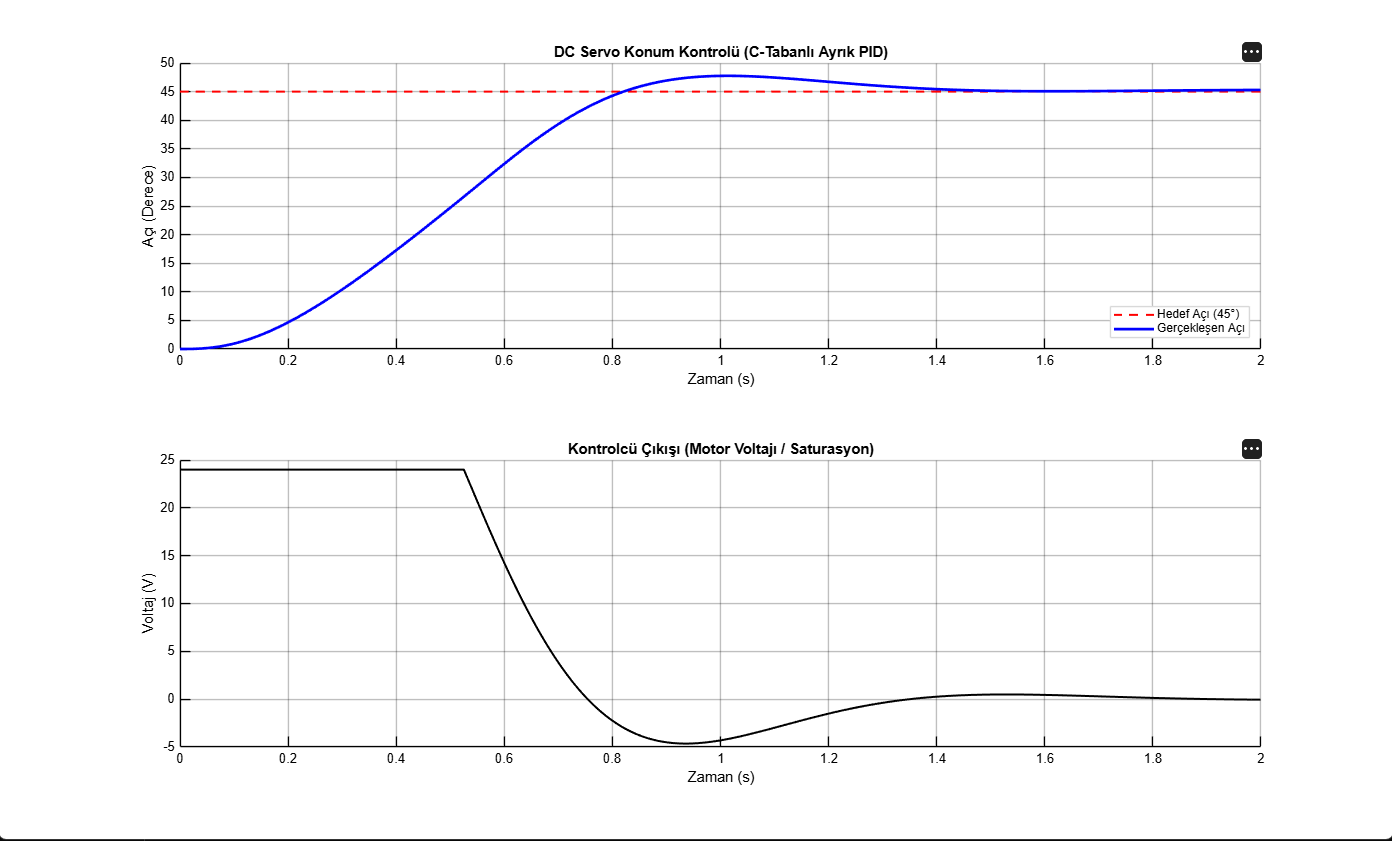 DC Servo Konum Kontrolü (C-Tabanlı Ayrık PID)
50
45
40
35
30
25
20
15
10
5
0
Açı (Derece)
Hedef Açı (45°)
Gerçekleşen Açı
0 0.2 0.4 0.6 0.8 1 1.2 1.4 1.6 1.8 2
Zaman (s)
Kontrolcü Çıkışı (Motor Voltajı / Saturasyon)
25
20
15
10
5
0
-5
Voltaj (V)
0 0.2 0.4 0.6 0.8 1 1.2 1.4 1.6 1.8 2
Zaman (s)